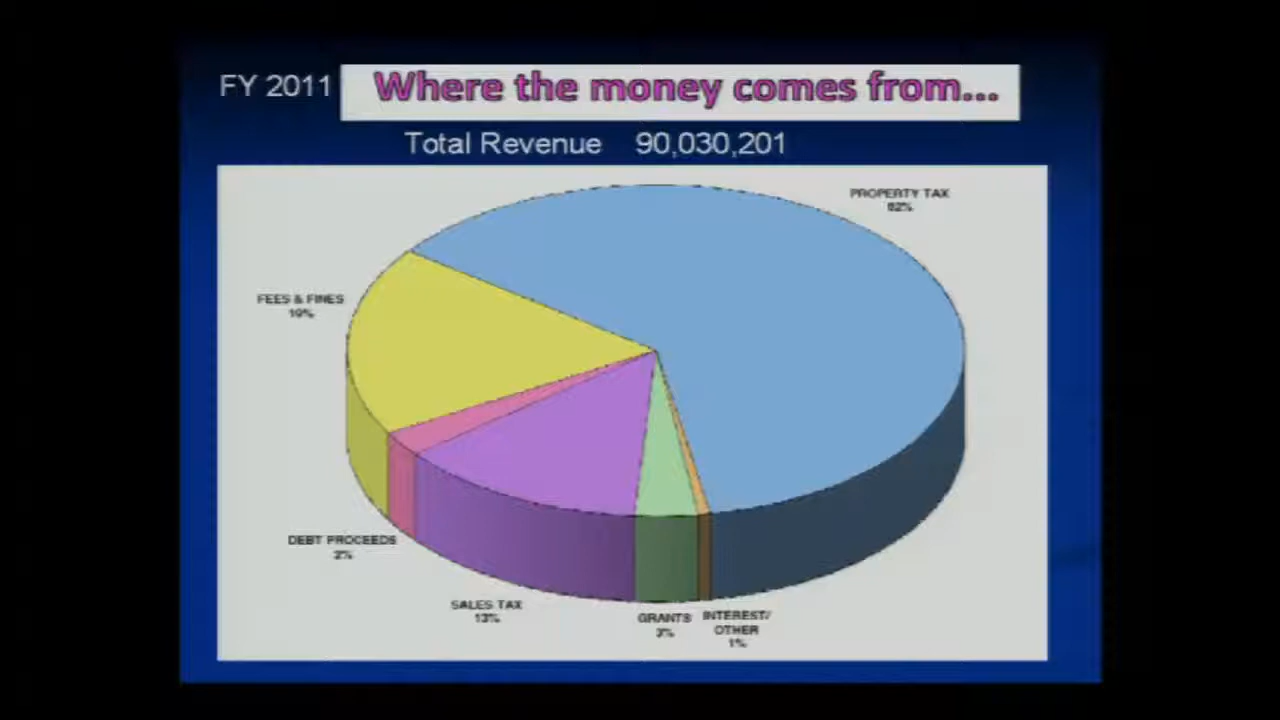 FY 2011
Where the money comes from...
Total Revenue 90,030,201
PROPERTY TAX
62%
FEES & FINES
19%
DEBT PROCEEDS
2%
SALES TAX
13%
GRANTS
3%
INTEREST/
OTHER
1%